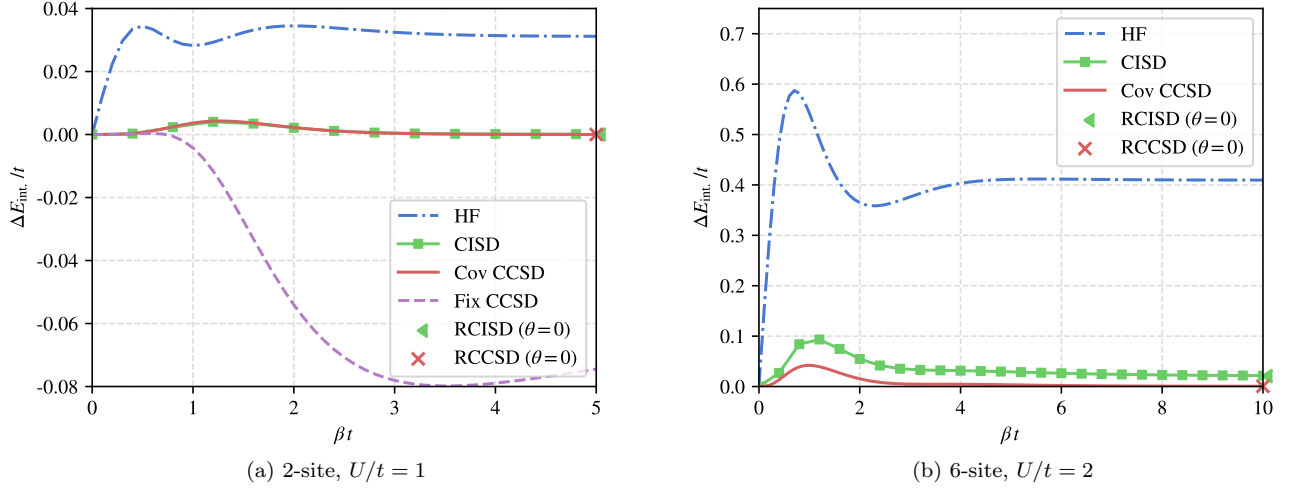 0.04
0.02
0.00
-0.02
-0.04
-0.06
-0.08
ΔE_int. /t
0 1 2 3 4 5
β t
HF
CISD
Cov CCSD
Fix CCSD
RCISD (θ=0)
RCCSD (θ=0)
(a) 2-site, U/t = 1
0.7
0.6
0.5
0.4
0.3
0.2
0.1
0.0
ΔE_int. /t
0 2 4 6 8 10
β t
HF
CISD
Cov CCSD
RCISD (θ=0)
RCCSD (θ=0)
(b) 6-site, U/t = 2